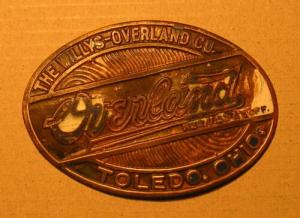 THE WILLYS-OVERLAND CO.
Overland
TOLEDO, OHIO.